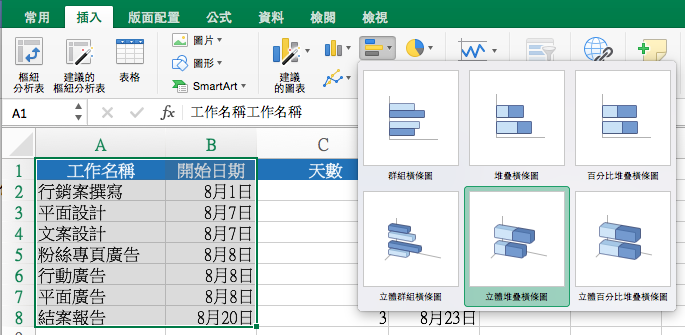 常用 插入 版面配置 公式 資料 檢閱 檢視
樞紐
分析表
建議的
樞紐分析表
表格
圖片
圖形
SmartArt
建議
的圖表
A1 fx 工作名稱工作名稱
A B C
1 工作名稱 開始日期 天數
2 行銷案撰寫 8月1日
3 平面設計 8月7日
4 文案設計 8月7日
5 粉絲專頁廣告 8月8日
6 行動廣告 8月8日
7 平面廣告 8月8日
8 結案報告 8月20日 3 8月23日
群組橫條圖 堆疊橫條圖 百分比堆疊橫條圖
立體群組橫條圖 立體堆疊橫條圖 立體百分比堆疊橫條圖